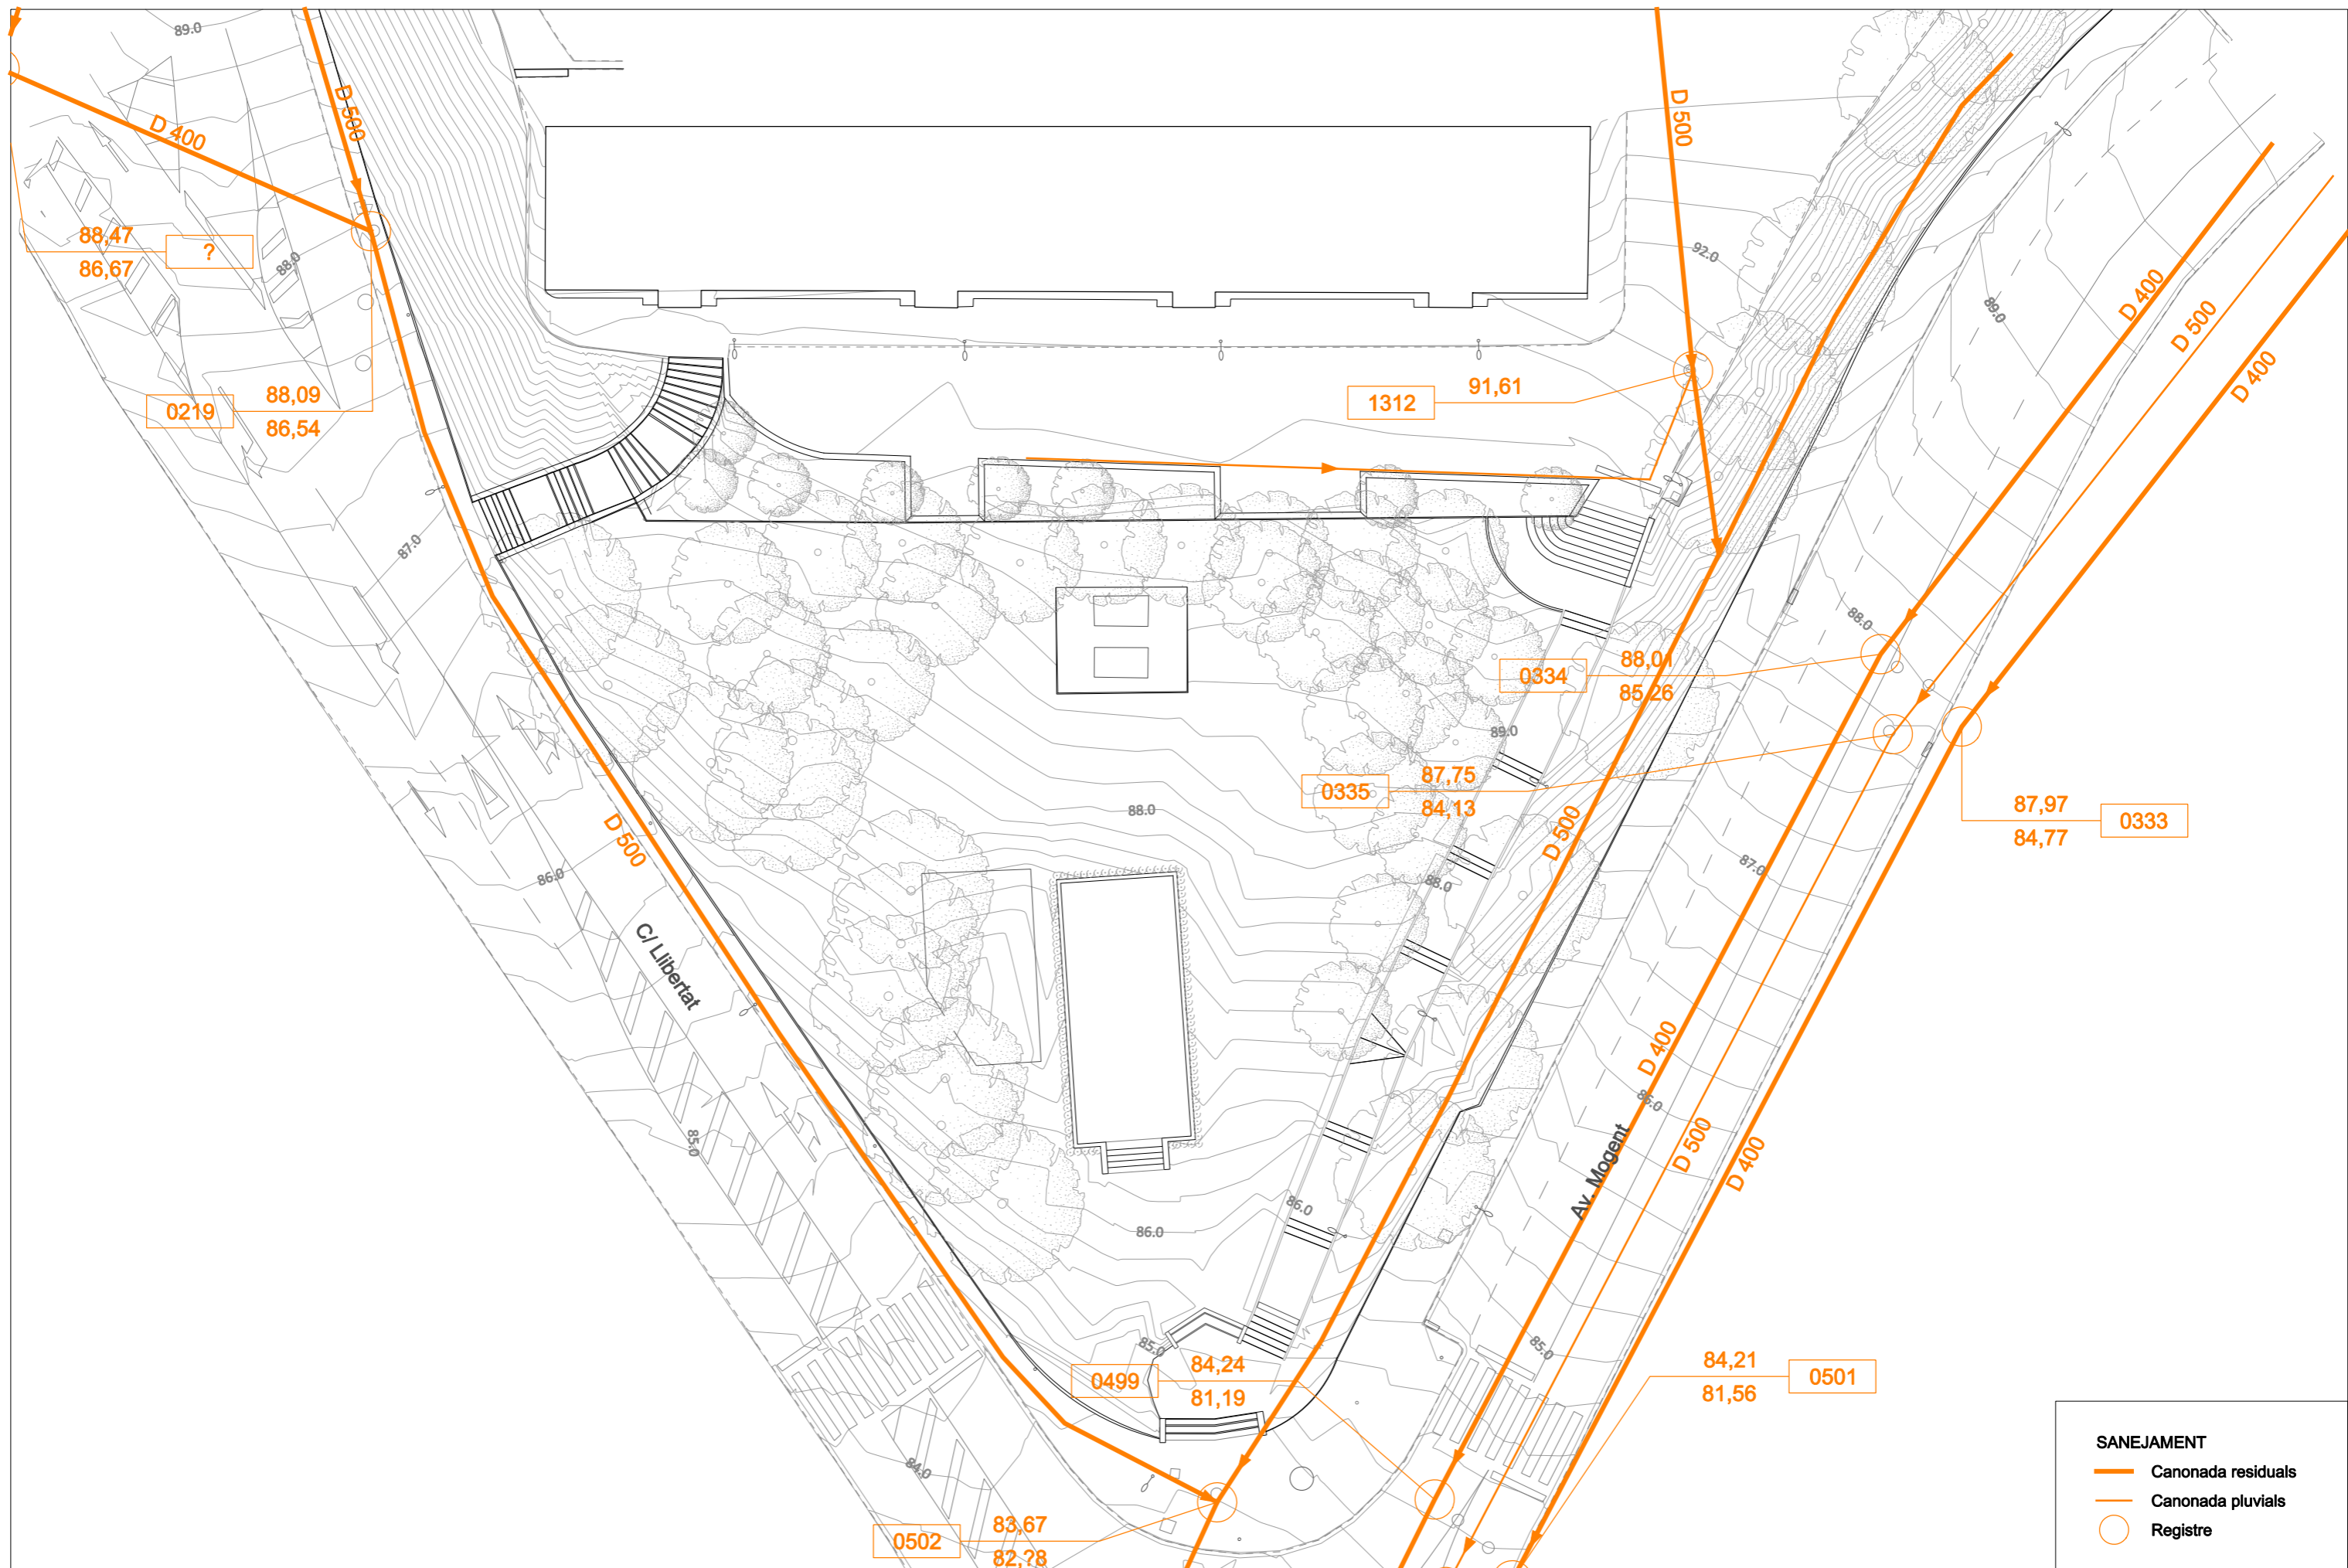 89.0
D 400
D 500
D 500
88,47
?
86,67
88.0
92.0
89.0
D 400
D 500
D 400
0219
88,09
86,54
1312
91,61
87.0
88.0
0334
88,01
85,26
89.0
0335
87,75
84,13
88.0
87,97
0333
84,77
D 500
D 500
86.0
88.0
87.0
C/ Llibertat
D 400
86.0
85.0
D 500
D 400
Av. Mogent
86.0
86.0
85.0
85.0
0499
84,24
81,19
84,21
0501
81,56
84.0
0502
83,67
82,?8
SANEJAMENT
Canonada residuals
Canonada pluvials
Registre